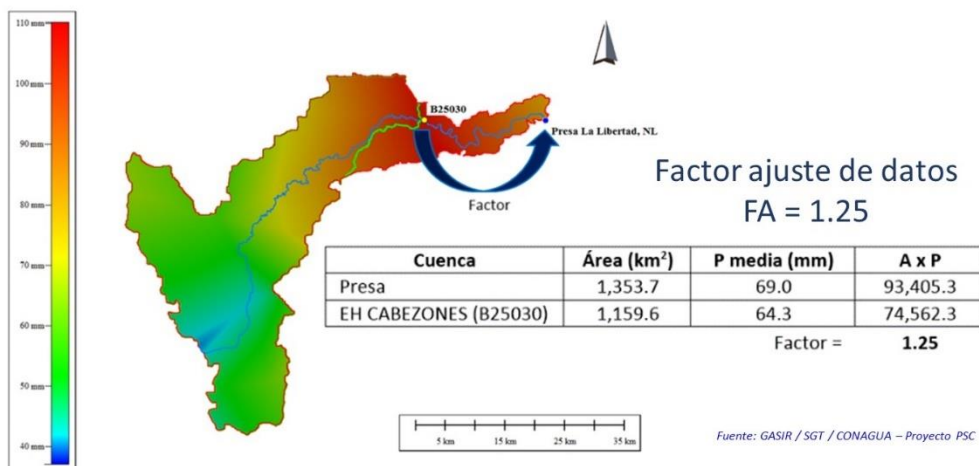 110 mm
100 mm
90 mm
80 mm
70 mm
60 mm
50 mm
40 mm
B25030
Presa La Libertad, NL
Factor
Factor ajuste de datos
FA = 1.25
Cuenca Área (km²) P media (mm) A x P
Presa 1,353.7 69.0 93,405.3
EH CABEZONES (B25030) 1,159.6 64.3 74,562.3
Factor = 1.25
5 km 15 km 25 km 35 km
Fuente: GASIR / SGT / CONAGUA – Proyecto PSC